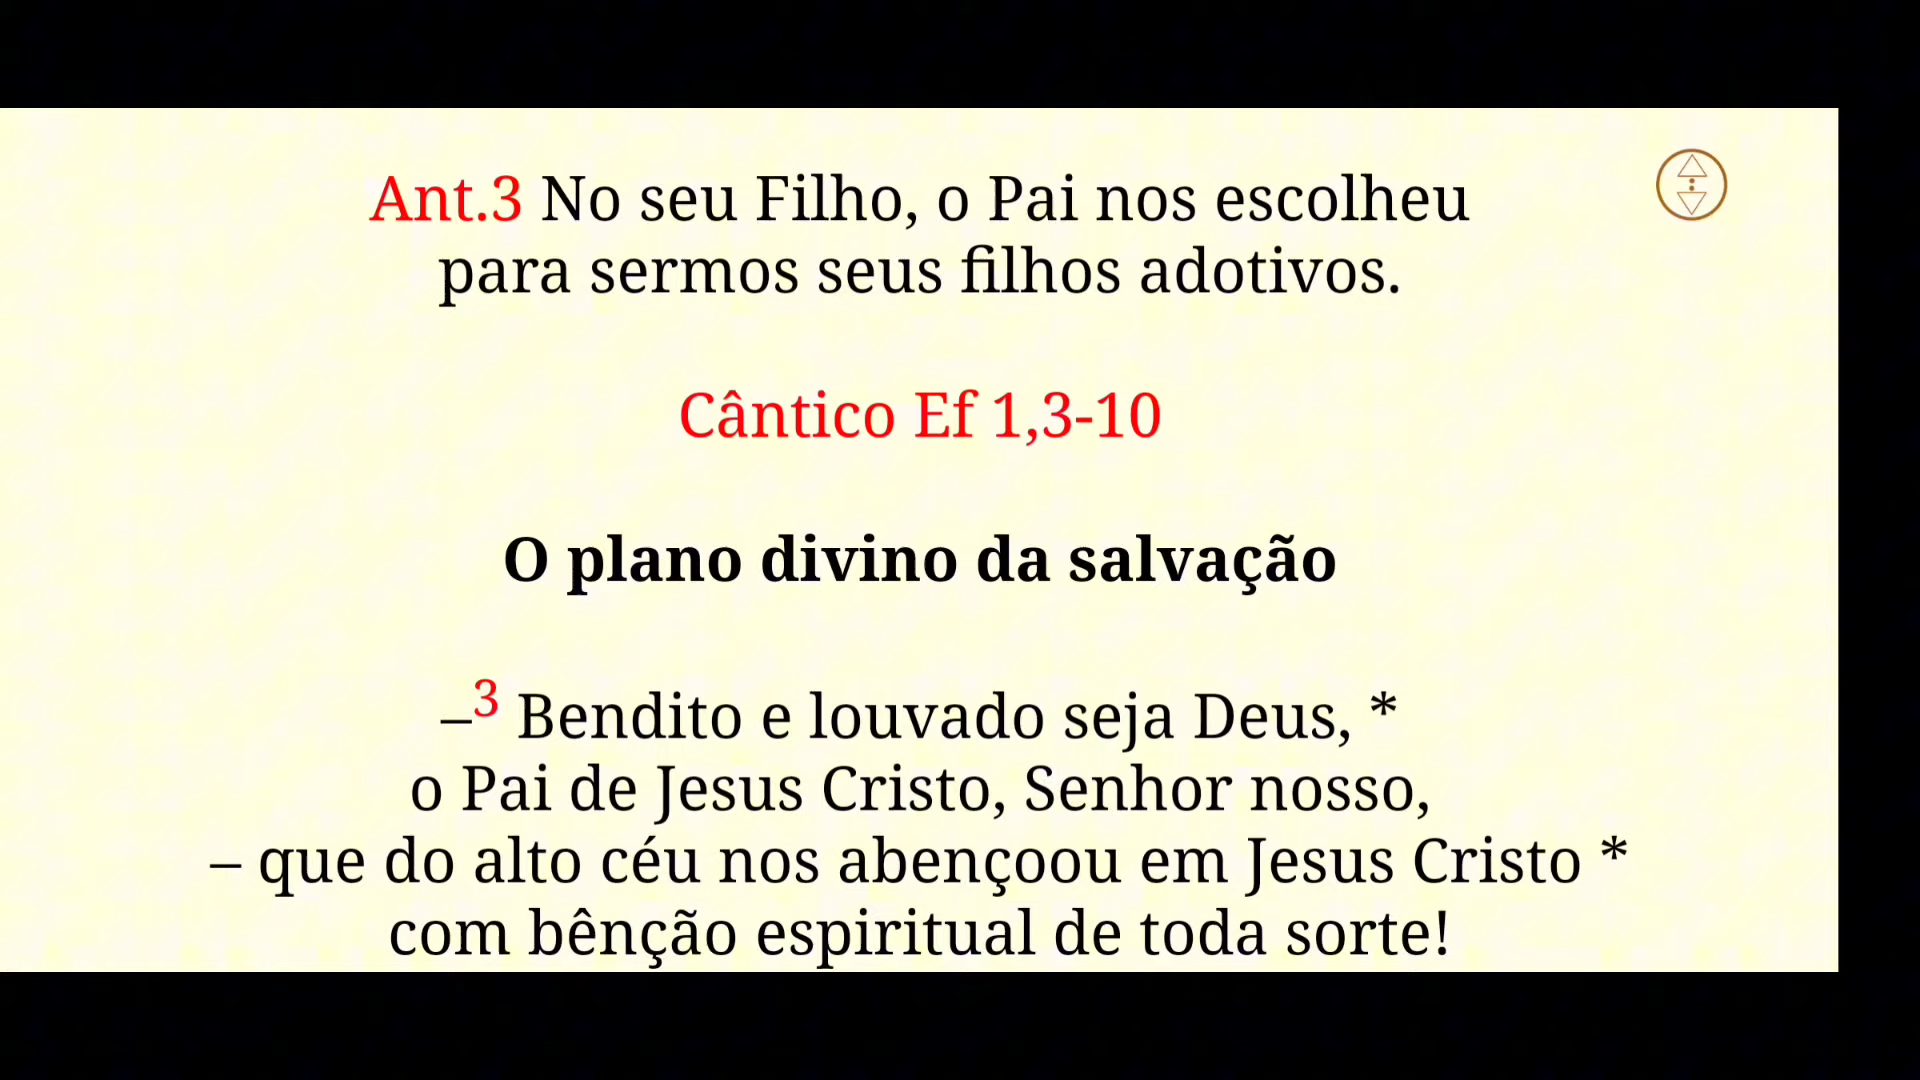 Ant.3 No seu Filho, o Pai nos escolheu
para sermos seus filhos adotivos.
Cântico Ef 1,3-10
O plano divino da salvação
–3 Bendito e louvado seja Deus, *
o Pai de Jesus Cristo, Senhor nosso,
– que do alto céu nos abençoou em Jesus Cristo *
com bênção espiritual de toda sorte!